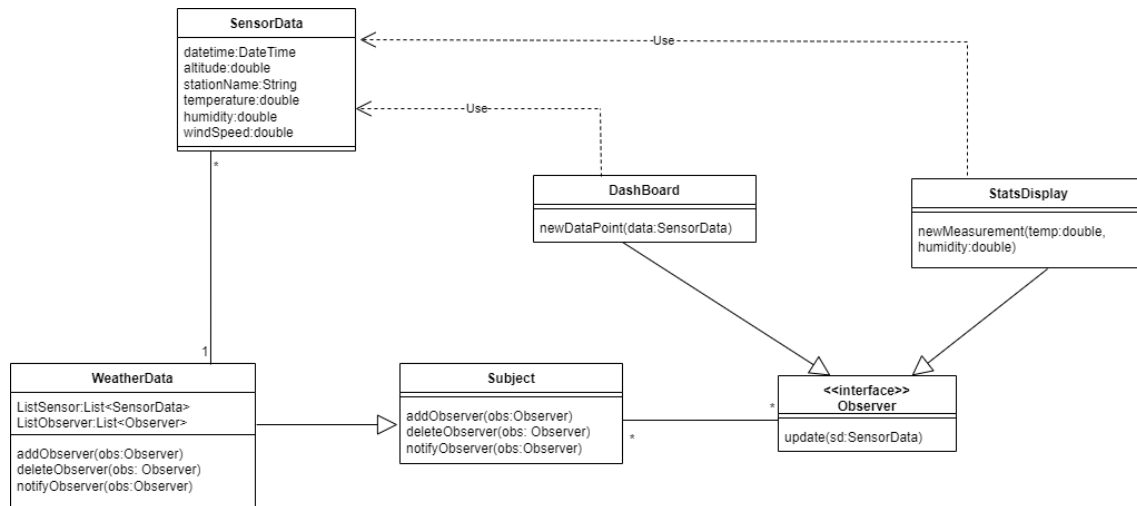 SensorData
datetime:DateTime
altitude:double
stationName:String
temperature:double
humidity:double
windSpeed:double
Use
Use
*
1
DashBoard
newDataPoint(data:SensorData)
StatsDisplay
newMeasurement(temp:double,
humidity:double)
WeatherData
ListSensor:List<SensorData>
ListObserver:List<Observer>
addObserver(obs:Observer)
deleteObserver(obs: Observer)
notifyObserver(obs:Observer)
Subject
addObserver(obs:Observer)
deleteObserver(obs: Observer)
notifyObserver(obs:Observer)
*
*
<<interface>>
Observer
update(sd:SensorData)